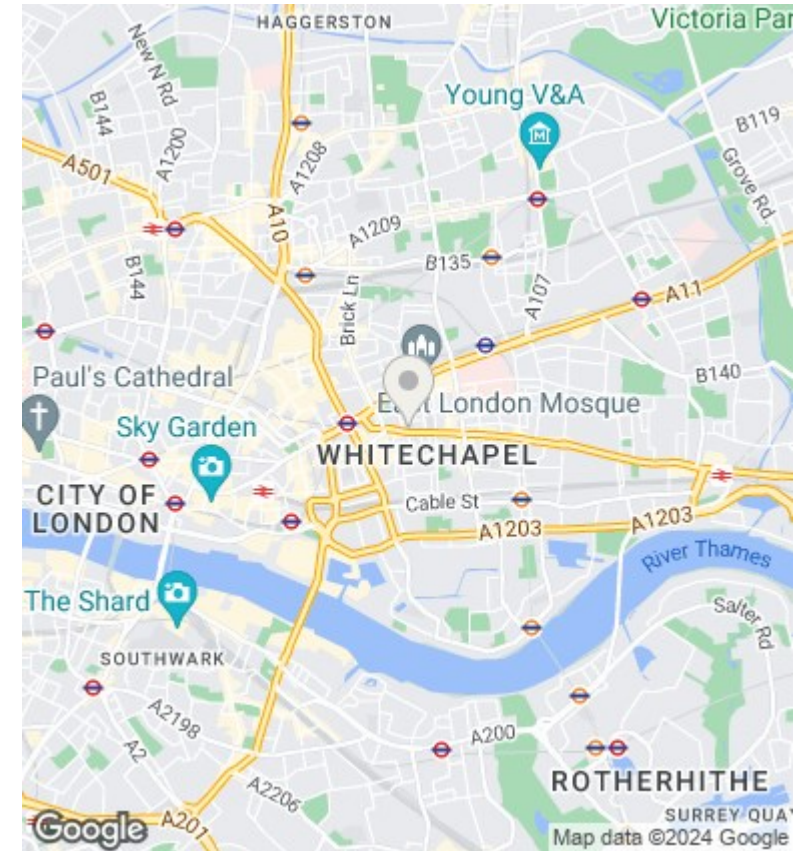 HAGGERSTON
Victoria Par
New N Rd
Young V&A
B144
A1200
B119
A501
A1208
Grove Rd
A10
A1209
B135
A107
B144
Brick Ln
A11
Paul's Cathedral
B140
East London Mosque
Sky Garden
WHITECHAPEL
CITY OF
LONDON
Cable St
A1203
A1203
River Thames
The Shard
Salter Rd
SOUTHWARK
A2198
A200
A2
A2206
ROTHERHITHE
SURREY QUAY
Google
A201
Map data ©2024 Google